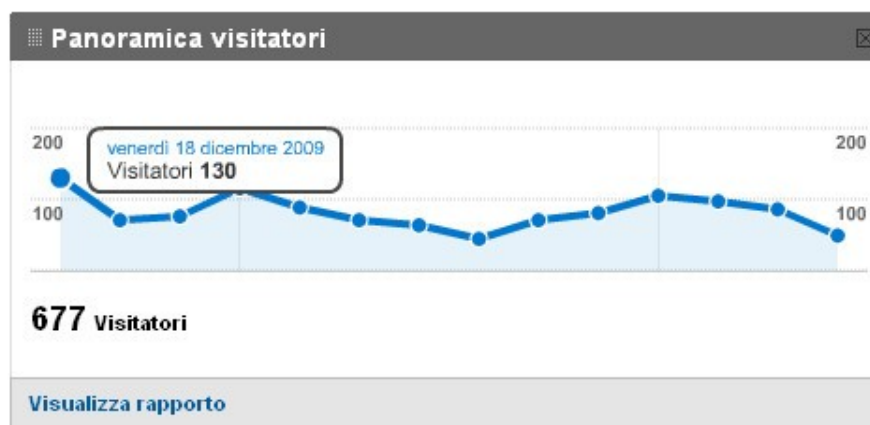 Panoramica visitatori
200
venerdì 18 dicembre 2009
200
Visitatori 130
100
100
677 Visitatori
Visualizza rapporto